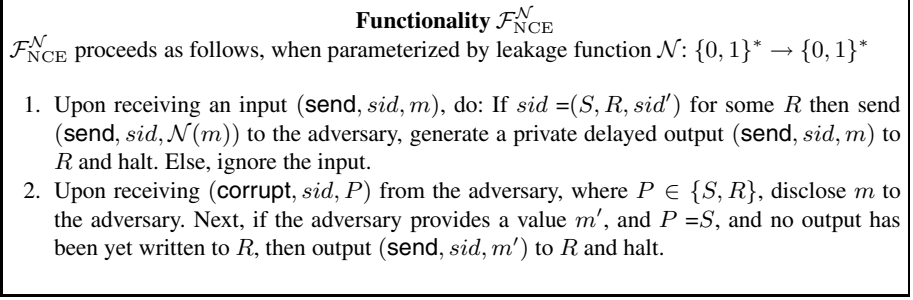 Functionality $\mathcal{F}_{\mathrm{NCE}}^{\mathcal{N}}$
$\mathcal{F}_{\mathrm{NCE}}^{\mathcal{N}}$ proceeds as follows, when parameterized by leakage function $\mathcal{N}: \{0, 1\}^* \to \{0, 1\}^*$
1. Upon receiving an input (send, $sid$, $m$), do: If $sid$ =($S, R, sid'$) for some $R$ then send
(send, $sid$, $\mathcal{N}(m)$) to the adversary, generate a private delayed output (send, $sid$, $m$) to
$R$ and halt. Else, ignore the input.
2. Upon receiving (corrupt, $sid$, $P$) from the adversary, where $P \in \{S, R\}$, disclose $m$ to
the adversary. Next, if the adversary provides a value $m'$, and $P$ =$S$, and no output has
been yet written to $R$, then output (send, $sid$, $m'$) to $R$ and halt.